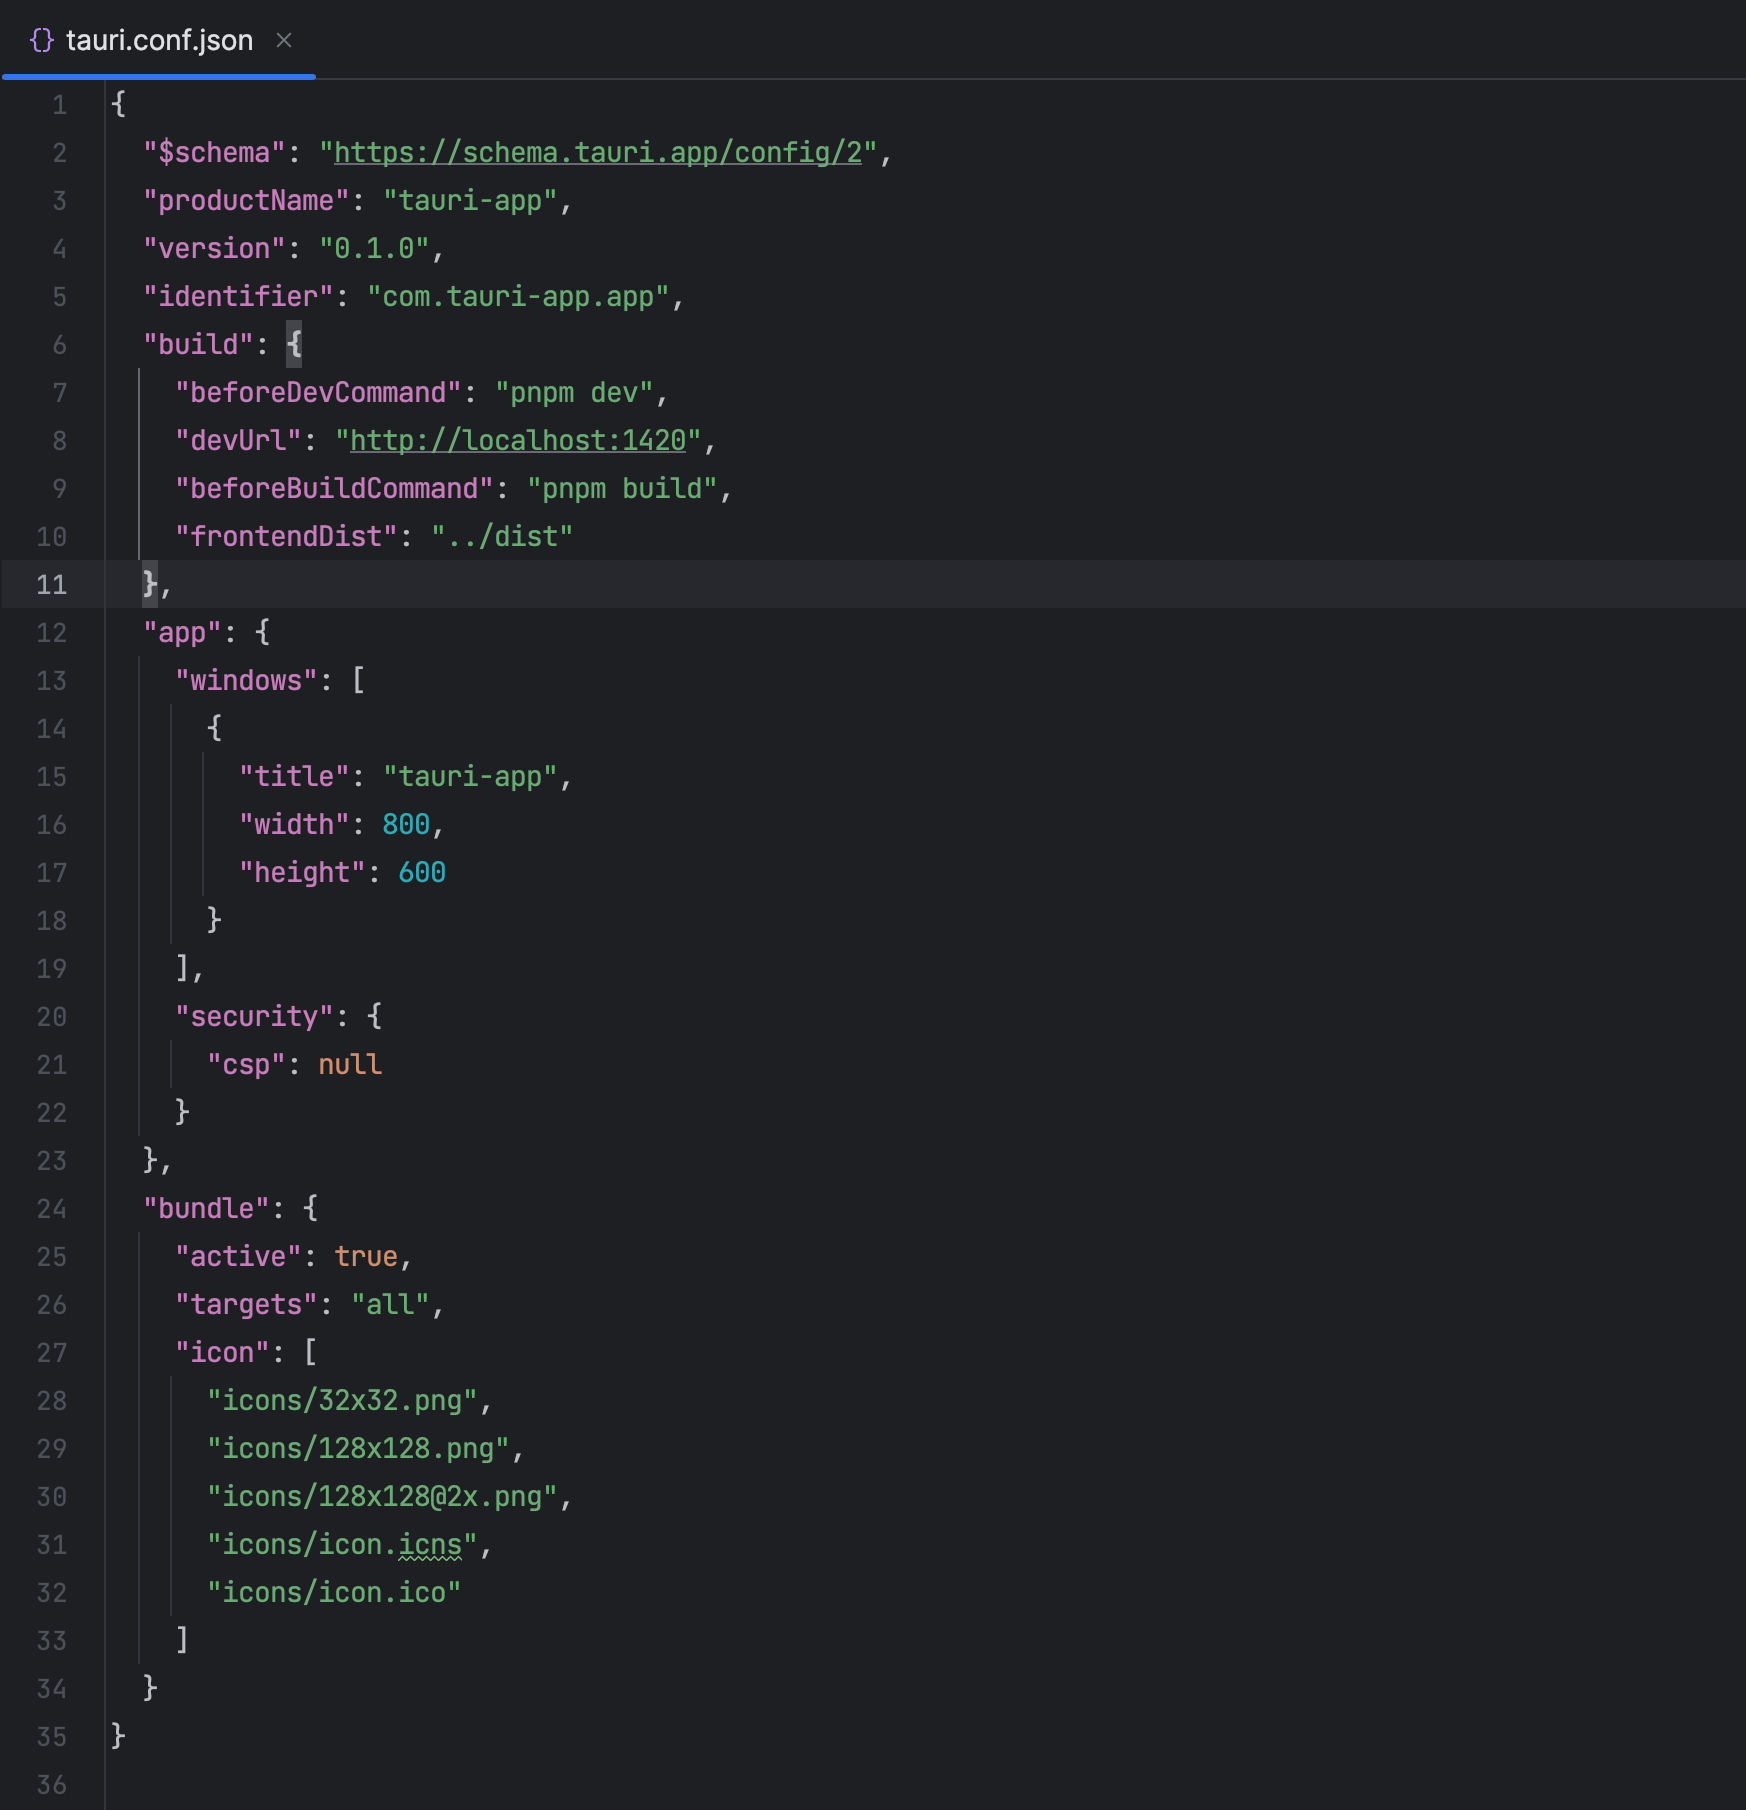 tauri.conf.json
1 {
2   "$schema": "https://schema.tauri.app/config/2",
3   "productName": "tauri-app",
4   "version": "0.1.0",
5   "identifier": "com.tauri-app.app",
6   "build": {
7     "beforeDevCommand": "pnpm dev",
8     "devUrl": "http://localhost:1420",
9     "beforeBuildCommand": "pnpm build",
10     "frontendDist": "../dist"
11   },
12   "app": {
13     "windows": [
14       {
15         "title": "tauri-app",
16         "width": 800,
17         "height": 600
18       }
19     ],
20     "security": {
21       "csp": null
22     }
23   },
24   "bundle": {
25     "active": true,
26     "targets": "all",
27     "icon": [
28       "icons/32x32.png",
29       "icons/128x128.png",
30       "icons/128x128@2x.png",
31       "icons/icon.icns",
32       "icons/icon.ico"
33     ]
34   }
35 }
36